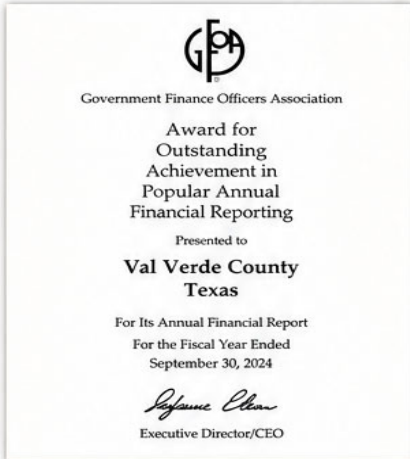 GFOA
Government Finance Officers Association
Award for
Outstanding
Achievement in
Popular Annual
Financial Reporting
Presented to
Val Verde County
Texas
For Its Annual Financial Report
For the Fiscal Year Ended
September 30, 2024
Executive Director/CEO